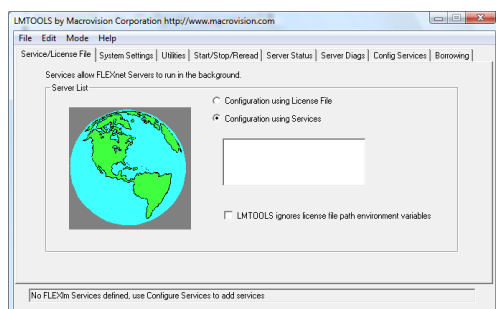 LMTOOLS by Macrovision Corporation http://www.macrovision.com
File Edit Mode Help
Service/License File System Settings Utilities Start/Stop/Reread Server Status Server Diags Config Services Borrowing
Services allow FLEXnet Servers to run in the background.
Server List
Configuration using License File
Configuration using Services
LMTOOLS ignores license file path environment variables
No FLEXlm Services defined, use Configure Services to add services